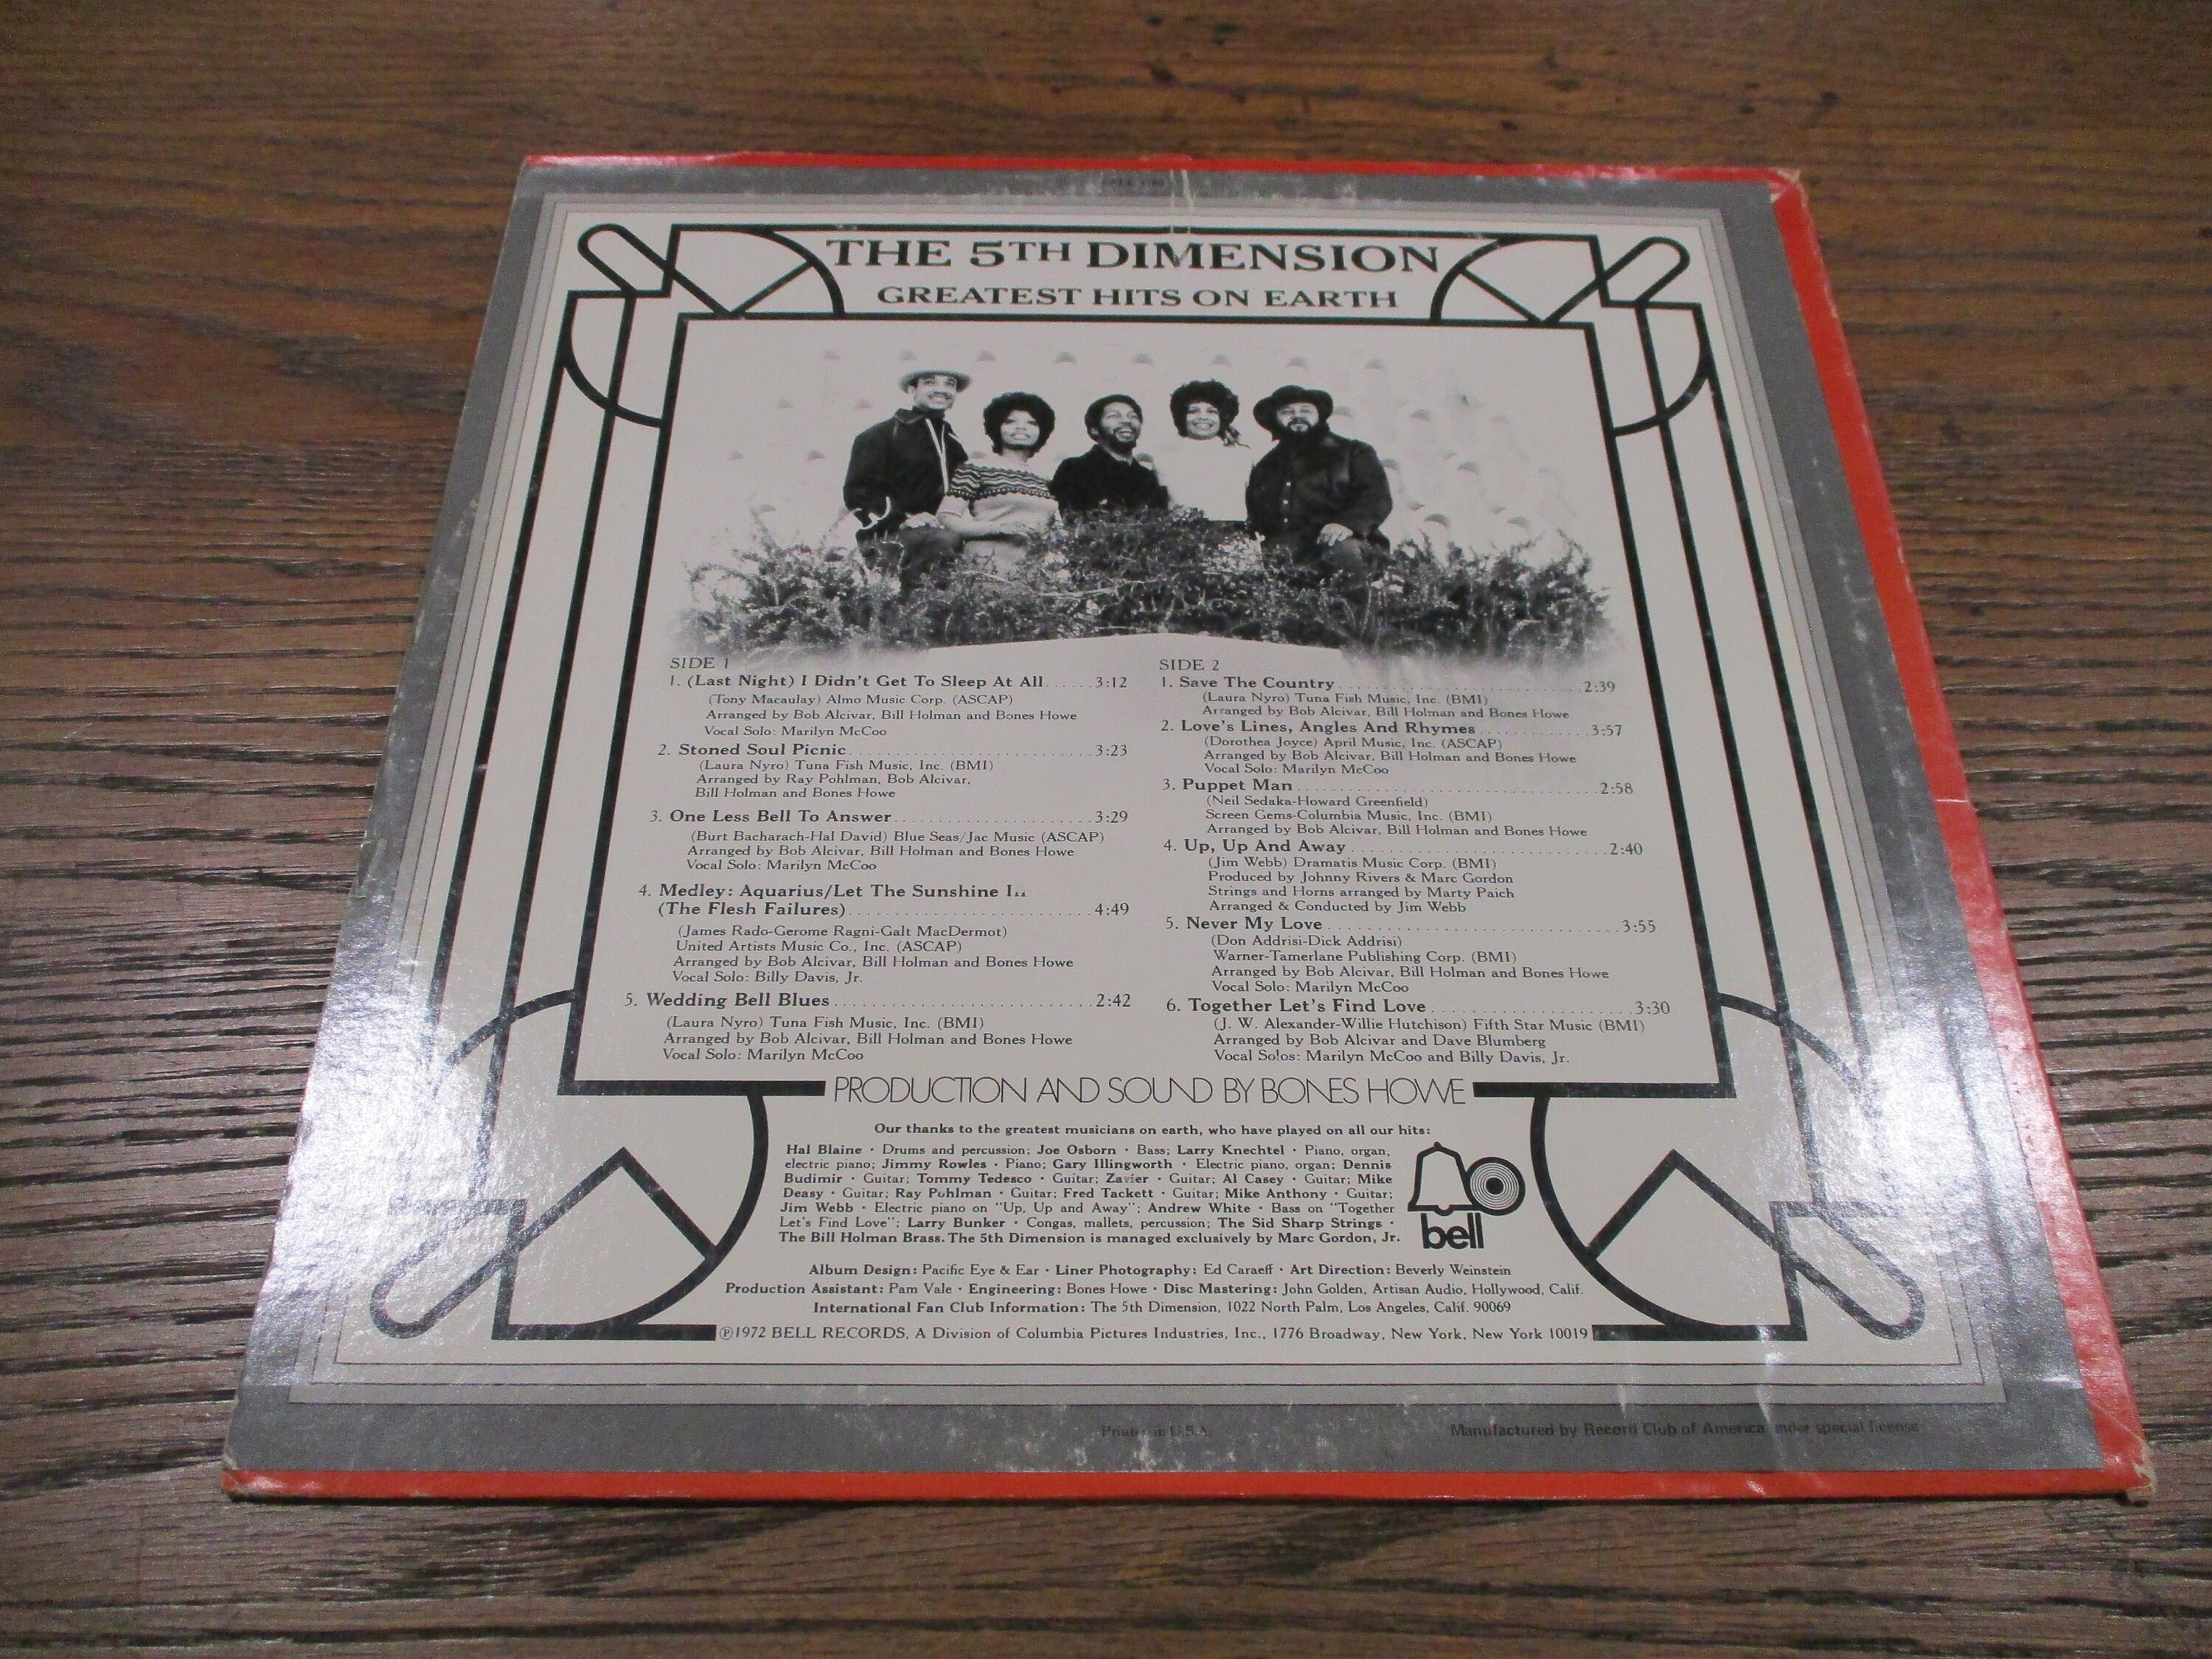 THE 5TH DIMENSION
GREATEST HITS ON EARTH
SIDE 1
1. (Last Night) I Didn't Get To Sleep At All......3:12
(Tony Macaulay) Almo Music Corp. (ASCAP)
Arranged by Bob Alcivar, Bill Holman and Bones Howe
Vocal Solo: Marilyn McCoo
2. Stoned Soul Picnic..............................3:23
(Laura Nyro) Tuna Fish Music, Inc. (BMI)
Arranged by Ray Pohlman, Bob Alcivar,
Bill Holman and Bones Howe
3. One Less Bell To Answer.........................3:29
(Burt Bacharach-Hal David) Blue Seas/Jac Music (ASCAP)
Arranged by Bob Alcivar, Bill Holman and Bones Howe
Vocal Solo: Marilyn McCoo
4. Medley: Aquarius/Let The Sunshine
(The Flesh Failures)..............................4:49
(James Rado-Gerome Ragni-Galt MacDermot)
United Artists Music Co., Inc. (ASCAP)
Arranged by Bob Alcivar, Bill Holman and Bones Howe
Vocal Solo: Billy Davis, Jr.
5. Wedding Bell Blues..............................2:42
(Laura Nyro) Tuna Fish Music, Inc. (BMI)
Arranged by Bob Alcivar, Bill Holman and Bones Howe
Vocal Solo: Marilyn McCoo
SIDE 2
1. Save The Country..............................2:39
(Laura Nyro) Tuna Fish Music, Inc. (BMI)
Arranged by Bob Alcivar, Bill Holman and Bones Howe
2. Love's Lines, Angles And Rhymes..............3:57
(Dorothea Joyce) April Music, Inc. (ASCAP)
Arranged by Bob Alcivar, Bill Holman and Bones Howe
Vocal Solo: Marilyn McCoo
3. Puppet Man..................................2:58
(Neil Sedaka-Howard Greenfield)
Screen Gems-Columbia Music, Inc. (BMI)
Arranged by Bob Alcivar, Bill Holman and Bones Howe
4. Up, Up And Away.............................2:40
(Jim Webb) Dramatis Music Corp. (BMI)
Produced by Johnny Rivers & Marc Gordon
Strings and Horns arranged by Marty Paich
Arranged & Conducted by Jim Webb
5. Never My Love...............................3:55
(Don Addrisi-Dick Addrisi)
Warner-Tamerlane Publishing Corp. (BMI)
Arranged by Bob Alcivar, Bill Holman and Bones Howe
Vocal Solo: Marilyn McCoo
6. Together Let's Find Love....................3:30
(J. W. Alexander-Willie Hutchison) Fifth Star Music (BMI)
Arranged by Bob Alcivar and Dave Blumberg
Vocal Solos: Marilyn McCoo and Billy Davis, Jr.
PRODUCTION AND SOUND BY BONES HOWE
Our thanks to the greatest musicians on earth, who have played on all our hits:
Hal Blaine · Drums and percussion; Joe Osborn · Bass; Larry Knechtel · Piano, organ,
electric piano; Jimmy Rowles · Piano; Gary Illingworth · Electric piano, organ; Dennis
Budimir · Guitar; Tommy Tedesco · Guitar; Zavier · Guitar; Al Casey · Guitar; Mike
Deasy · Guitar; Ray Pohlman · Guitar; Fred Tackett · Guitar; Mike Anthony · Guitar;
Jim Webb · Electric piano on "Up, Up and Away"; Andrew White · Bass on "Together
Let's Find Love"; Larry Bunker · Congas, mallets, percussion; The Sid Sharp Strings ·
The Bill Holman Brass. The 5th Dimension is managed exclusively by Marc Gordon, Jr.
bell
Album Design: Pacific Eye & Ear · Liner Photography: Ed Caraeff · Art Direction: Beverly Weinstein
Production Assistant: Pam Vale · Engineering: Bones Howe · Disc Mastering: John Golden, Artisan Audio, Hollywood, Calif.
International Fan Club Information: The 5th Dimension, 1022 North Palm, Los Angeles, Calif. 90069
℗1972 BELL RECORDS, A Division of Columbia Pictures Industries, Inc., 1776 Broadway, New York, New York 10019
Printed in U.S.A.
Manufactured by Record Club of America under special license